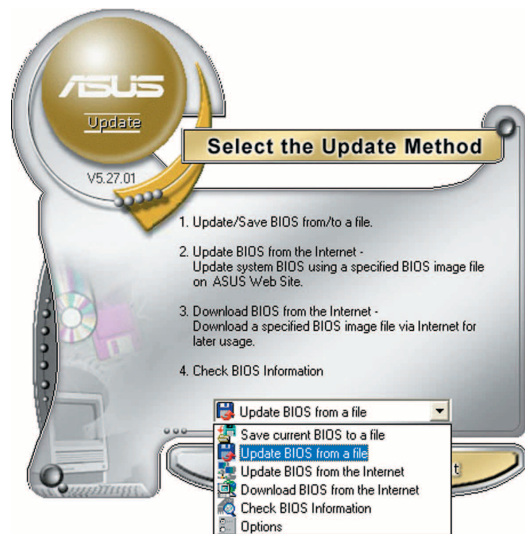 ASUS
Update
V5.27.01
Select the Update Method
1. Update/Save BIOS from/to a file.
2. Update BIOS from the Internet -
Update system BIOS using a specified BIOS image file
on ASUS Web Site.
3. Download BIOS from the Internet -
Download a specified BIOS image file via Internet for
later usage.
4. Check BIOS Information
Update BIOS from a file
Save current BIOS to a file
Update BIOS from a file
Update BIOS from the Internet
Download BIOS from the Internet
Check BIOS Information
Options